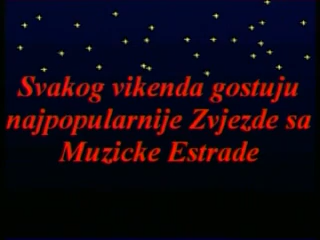 Svakog vikenda gostuju
najpopularnije Zvjezde sa
Muzicke Estrade